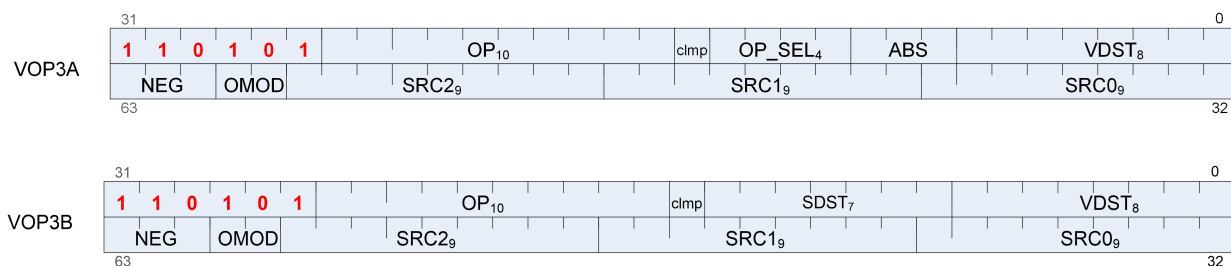 31 0
VOP3A
1 1 0 1 0 1 OP₁₀ clmp OP_SEL₄ ABS VDST₈
NEG OMOD SRC2₉ SRC1₉ SRC0₉
63 32
31 0
VOP3B
1 1 0 1 0 1 OP₁₀ clmp SDST₇ VDST₈
NEG OMOD SRC2₉ SRC1₉ SRC0₉
63 32